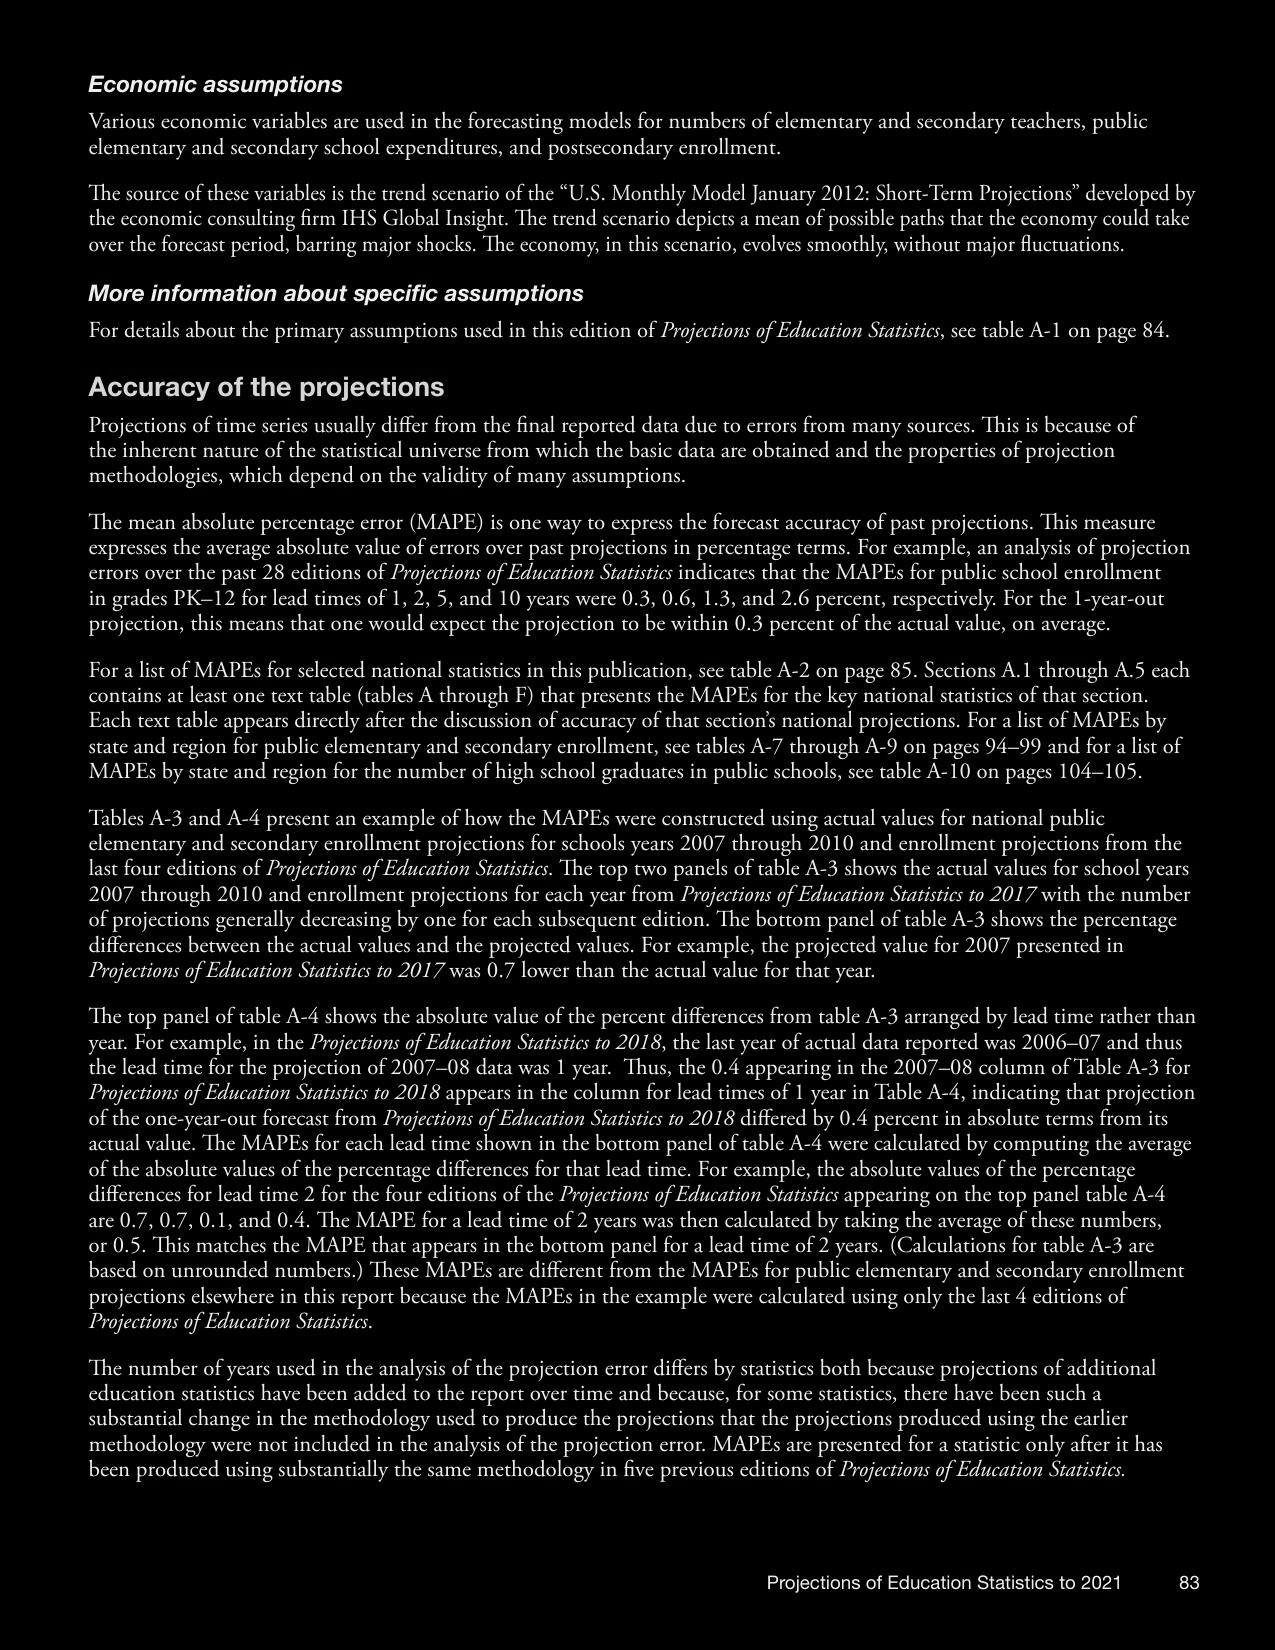 Economic assumptions
Various economic variables are used in the forecasting models for numbers of elementary and secondary teachers, public
elementary and secondary school expenditures, and postsecondary enrollment.
The source of these variables is the trend scenario of the “U.S. Monthly Model January 2012: Short-Term Projections” developed by
the economic consulting firm IHS Global Insight. The trend scenario depicts a mean of possible paths that the economy could take
over the forecast period, barring major shocks. The economy, in this scenario, evolves smoothly, without major fluctuations.
More information about specific assumptions
For details about the primary assumptions used in this edition of Projections of Education Statistics, see table A-1 on page 84.
Accuracy of the projections
Projections of time series usually differ from the final reported data due to errors from many sources. This is because of
the inherent nature of the statistical universe from which the basic data are obtained and the properties of projection
methodologies, which depend on the validity of many assumptions.
The mean absolute percentage error (MAPE) is one way to express the forecast accuracy of past projections. This measure
expresses the average absolute value of errors over past projections in percentage terms. For example, an analysis of projection
errors over the past 28 editions of Projections of Education Statistics indicates that the MAPEs for public school enrollment
in grades PK–12 for lead times of 1, 2, 5, and 10 years were 0.3, 0.6, 1.3, and 2.6 percent, respectively. For the 1-year-out
projection, this means that one would expect the projection to be within 0.3 percent of the actual value, on average.
For a list of MAPEs for selected national statistics in this publication, see table A-2 on page 85. Sections A.1 through A.5 each
contains at least one text table (tables A through F) that presents the MAPEs for the key national statistics of that section.
Each text table appears directly after the discussion of accuracy of that section’s national projections. For a list of MAPEs by
state and region for public elementary and secondary enrollment, see tables A-7 through A-9 on pages 94–99 and for a list of
MAPEs by state and region for the number of high school graduates in public schools, see table A-10 on pages 104–105.
Tables A-3 and A-4 present an example of how the MAPEs were constructed using actual values for national public
elementary and secondary enrollment projections for schools years 2007 through 2010 and enrollment projections from the
last four editions of Projections of Education Statistics. The top two panels of table A-3 shows the actual values for school years
2007 through 2010 and enrollment projections for each year from Projections of Education Statistics to 2017 with the number
of projections generally decreasing by one for each subsequent edition. The bottom panel of table A-3 shows the percentage
differences between the actual values and the projected values. For example, the projected value for 2007 presented in
Projections of Education Statistics to 2017 was 0.7 lower than the actual value for that year.
The top panel of table A-4 shows the absolute value of the percent differences from table A-3 arranged by lead time rather than
year. For example, in the Projections of Education Statistics to 2018, the last year of actual data reported was 2006–07 and thus
the lead time for the projection of 2007–08 data was 1 year. Thus, the 0.4 appearing in the 2007–08 column of Table A-3 for
Projections of Education Statistics to 2018 appears in the column for lead times of 1 year in Table A-4, indicating that projection
of the one-year-out forecast from Projections of Education Statistics to 2018 differed by 0.4 percent in absolute terms from its
actual value. The MAPEs for each lead time shown in the bottom panel of table A-4 were calculated by computing the average
of the absolute values of the percentage differences for that lead time. For example, the absolute values of the percentage
differences for lead time 2 for the four editions of the Projections of Education Statistics appearing on the top panel table A-4
are 0.7, 0.7, 0.1, and 0.4. The MAPE for a lead time of 2 years was then calculated by taking the average of these numbers,
or 0.5. This matches the MAPE that appears in the bottom panel for a lead time of 2 years. (Calculations for table A-3 are
based on unrounded numbers.) These MAPEs are different from the MAPEs for public elementary and secondary enrollment
projections elsewhere in this report because the MAPEs in the example were calculated using only the last 4 editions of
Projections of Education Statistics.
The number of years used in the analysis of the projection error differs by statistics both because projections of additional
education statistics have been added to the report over time and because, for some statistics, there have been such a
substantial change in the methodology used to produce the projections that the projections produced using the earlier
methodology were not included in the analysis of the projection error. MAPEs are presented for a statistic only after it has
been produced using substantially the same methodology in five previous editions of Projections of Education Statistics.
Projections of Education Statistics to 2021 83